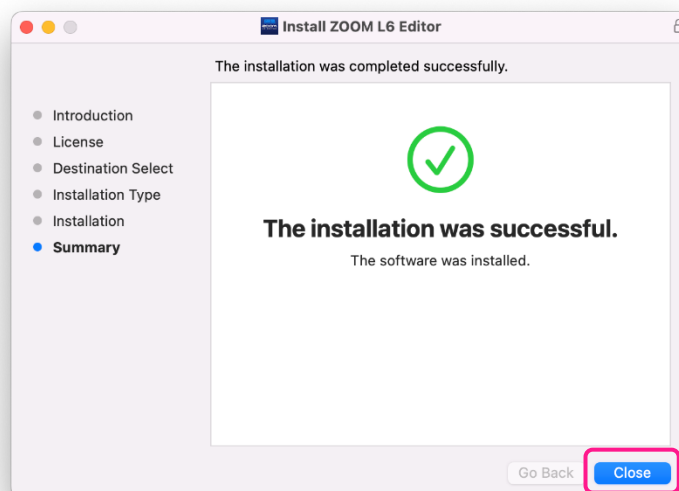 Install ZOOM L6 Editor
The installation was completed successfully.
Introduction
License
Destination Select
Installation Type
Installation
Summary
The installation was successful.
The software was installed.
Go Back
Close